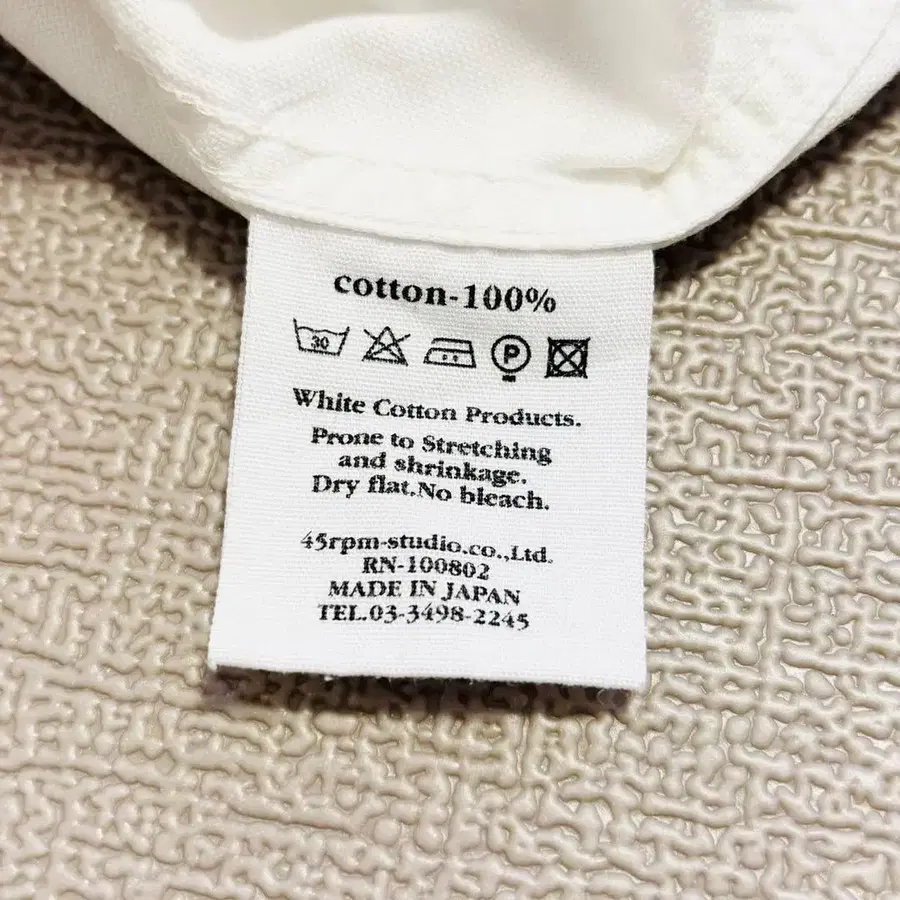 cotton-100%
30 P
White Cotton Products.
Prone to Stretching
and shrinkage.
Dry flat.No bleach.
45rpm-studio.co.,Ltd.
RN-100802
MADE IN JAPAN
TEL.03-3498-2245